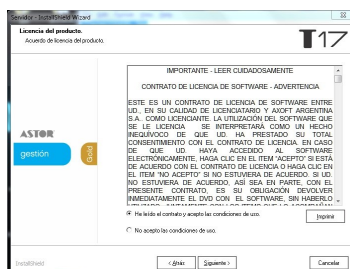 Servidor - InstallShield Wizard
Licencia del producto.
Acuerdo de licencia del producto.
T17
IMPORTANTE - LEER CUIDADOSAMENTE
CONTRATO DE LICENCIA DE SOFTWARE - ADVERTENCIA
ESTE ES UN CONTRATO DE LICENCIA DE SOFTWARE ENTRE
UD., EN SU CALIDAD DE LICENCIATARIO Y AXOFT ARGENTINA
S.A., COMO LICENCIANTE. LA UTILIZACIÓN DEL SOFTWARE QUE
SE LE LICENCIA SE INTERPRETARÁ COMO UN HECHO
INEQUÍVOCO DE QUE UD. HA PRESTADO SU TOTAL
CONSENTIMIENTO CON EL CONTRATO DE LICENCIA. EN CASO
DE QUE UD. HAYA ACCEDIDO AL SOFTWARE
ELECTRÓNICAMENTE, HAGA CLIC EN EL ITEM "ACEPTO" SI ESTÁ
DE ACUERDO CON EL CONTRATO DE LICENCIA O HAGA CLIC EN
EL ITEM "NO ACEPTO" SI NO ESTUVIERA DE ACUERDO. SI UD.
NO ESTUVIERA DE ACUERDO, ASÍ SEA EN PARTE, CON EL
PRESENTE CONTRATO, ES SU OBLIGACIÓN DEVOLVER
INMEDIATAMENTE EL DVD CON EL SOFTWARE, SIN HABERLO
ASTOR
gestión
Gold
He leído el contrato y acepto las condiciones de uso.
Imprimir
No acepto las condiciones de uso.
InstallShield
< Atrás
Siguiente >
Cancelar